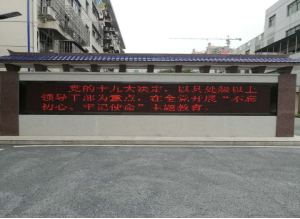 党的十九大决定，以县处级以上
领导干部为重点，在全党开展“不忘
初心、牢记使命”主题教育。